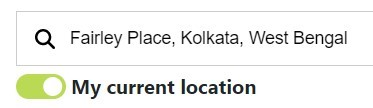 Fairley Place, Kolkata, West Bengal
My current location